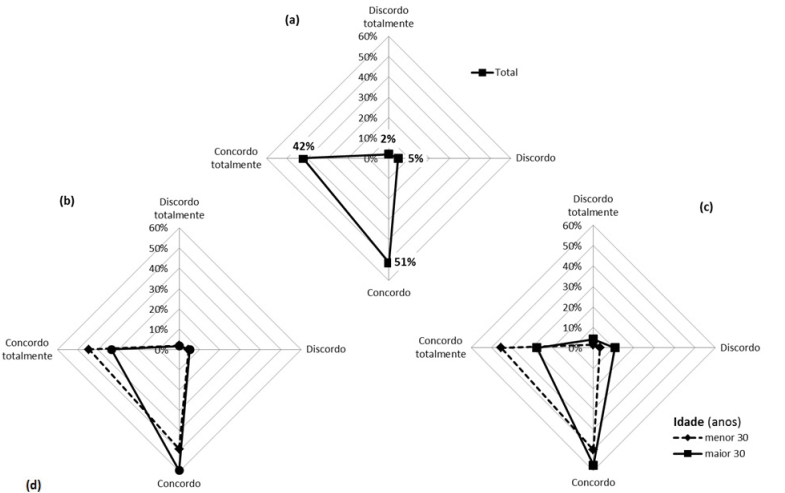 (a)
Discordo
totalmente
60%
50%
40%
30%
20%
10%
0%
Total
2%
5%
Discordo
42%
Concordo
totalmente
51%
Concordo
(b)
Discordo
totalmente
60%
50%
40%
30%
20%
10%
0%
Concordo
totalmente
Discordo
Concordo
(c)
Discordo
totalmente
60%
50%
40%
30%
20%
10%
0%
Concordo
totalmente
Discordo
Concordo
Idade (anos)
menor 30
maior 30
(d)